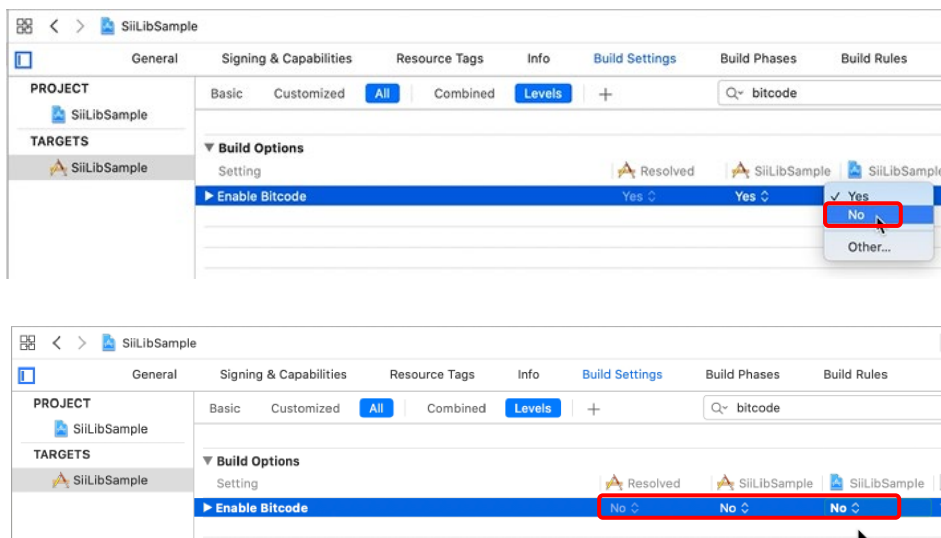 SiiLibSample
General Signing & Capabilities Resource Tags Info Build Settings Build Phases Build Rules
PROJECT
Basic Customized All Combined Levels + bitcode
SiiLibSample
TARGETS
SiiLibSample
Build Options
Setting Resolved SiiLibSample SiiLibSample
Enable Bitcode Yes Yes
Yes
No
Other...
SiiLibSample
General Signing & Capabilities Resource Tags Info Build Settings Build Phases Build Rules
PROJECT
Basic Customized All Combined Levels + bitcode
SiiLibSample
TARGETS
SiiLibSample
Build Options
Setting Resolved SiiLibSample SiiLibSample
Enable Bitcode No No No